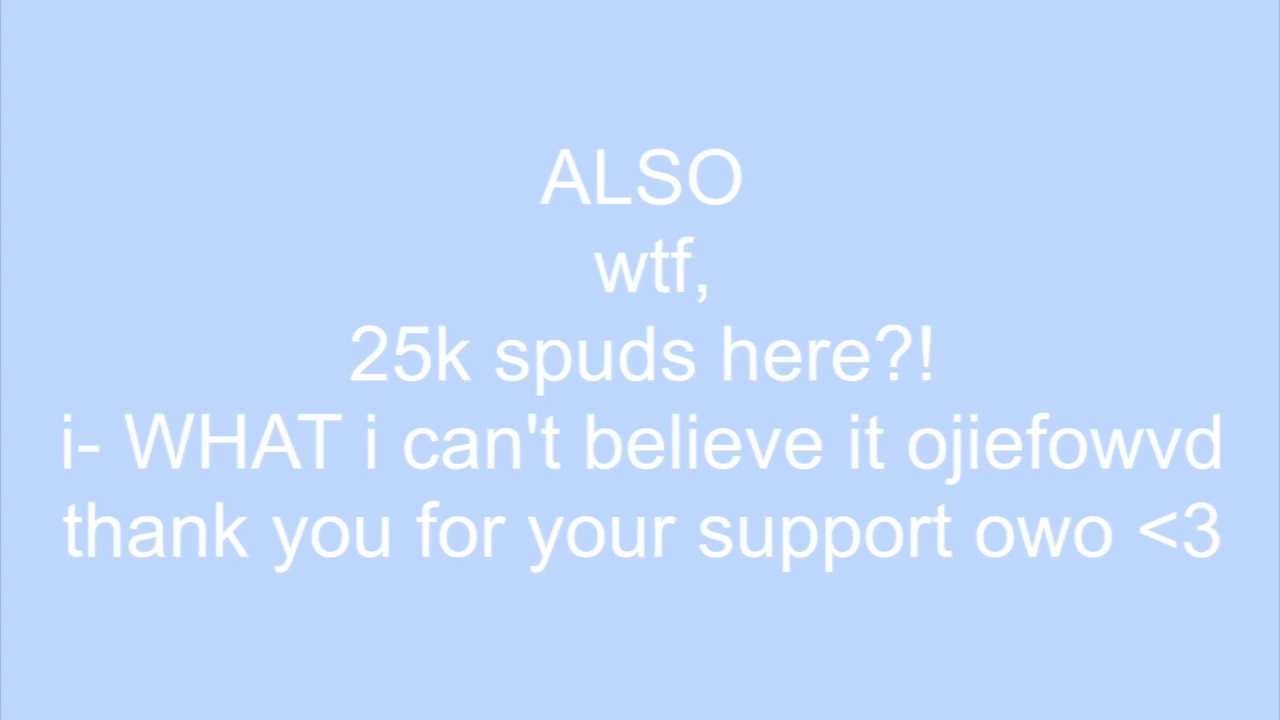 ALSO
wtf,
25k spuds here?!
i- WHAT i can't believe it ojiefowvd
thank you for your support owo <3